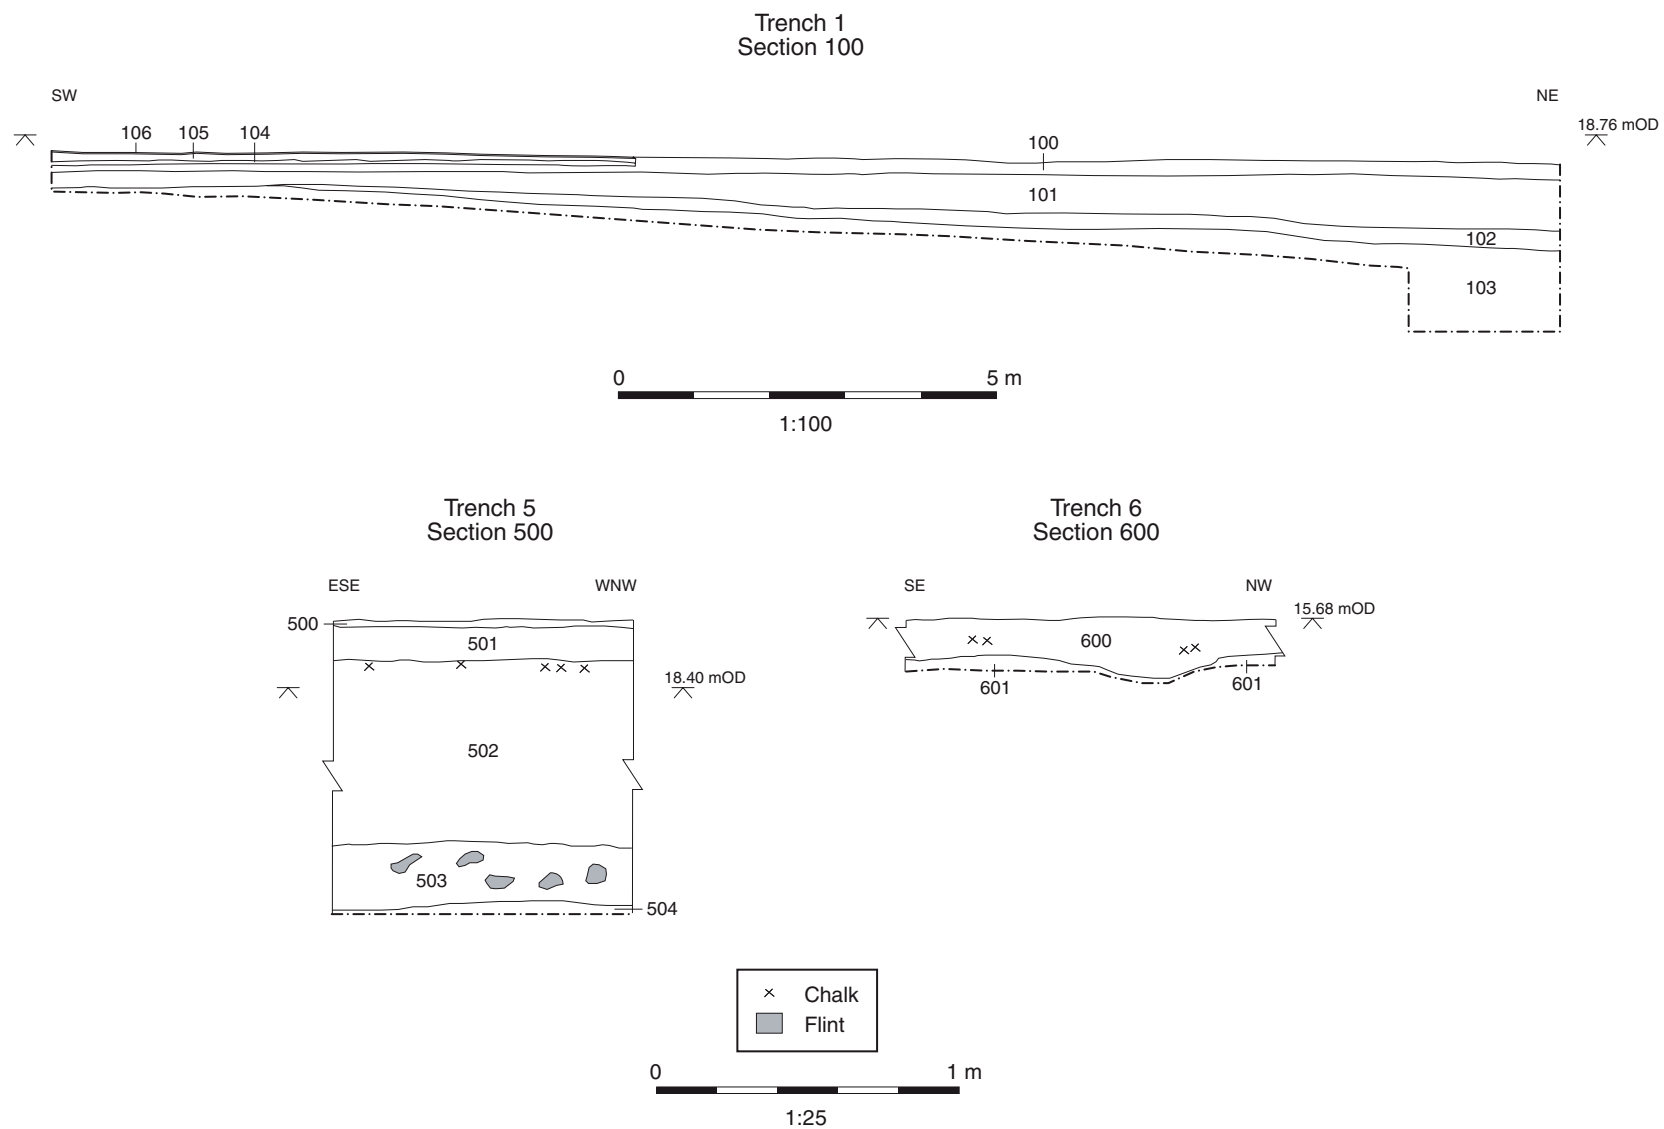 Trench 1
Section 100
SW
NE
18.76 mOD
106 105 104
100
101
102
103
0 5 m
1:100
Trench 5
Section 500
ESE
WNW
500
501
18.40 mOD
502
503
504
Trench 6
Section 600
SE
NW
15.68 mOD
600
601
601
Chalk
Flint
0 1 m
1:25